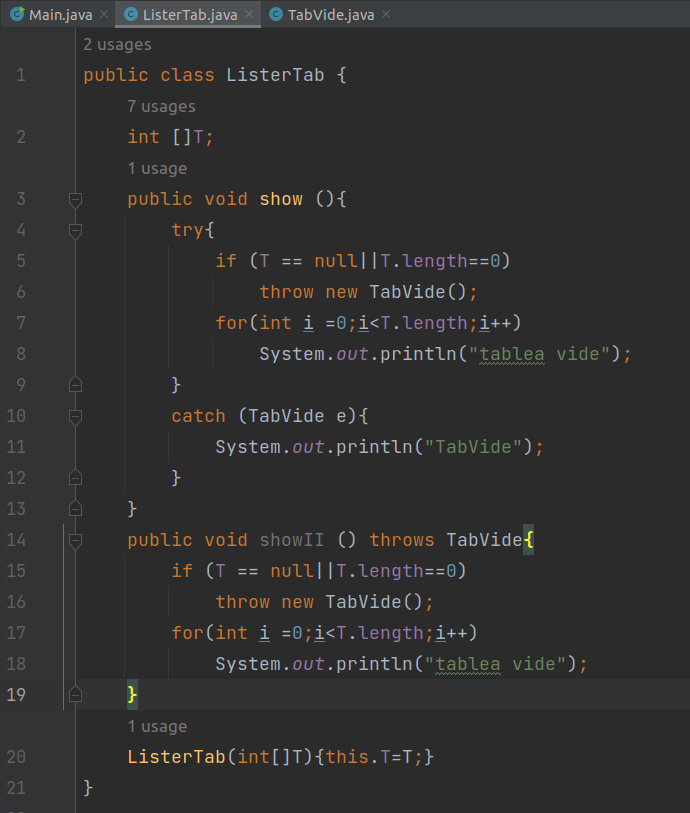 Main.java × ListerTab.java × TabVide.java ×
2 usages
1 public class ListerTab {
7 usages
2 int []T;
1 usage
3 public void show (){
4 try{
5 if (T == null||T.length==0)
6 throw new TabVide();
7 for(int i =0;i<T.length;i++)
8 System.out.println("tablea vide");
9 }
10 catch (TabVide e){
11 System.out.println("TabVide");
12 }
13 }
14 public void showII () throws TabVide{
15 if (T == null||T.length==0)
16 throw new TabVide();
17 for(int i =0;i<T.length;i++)
18 System.out.println("tablea vide");
19 }
1 usage
20 ListerTab(int[]T){this.T=T;}
21 }